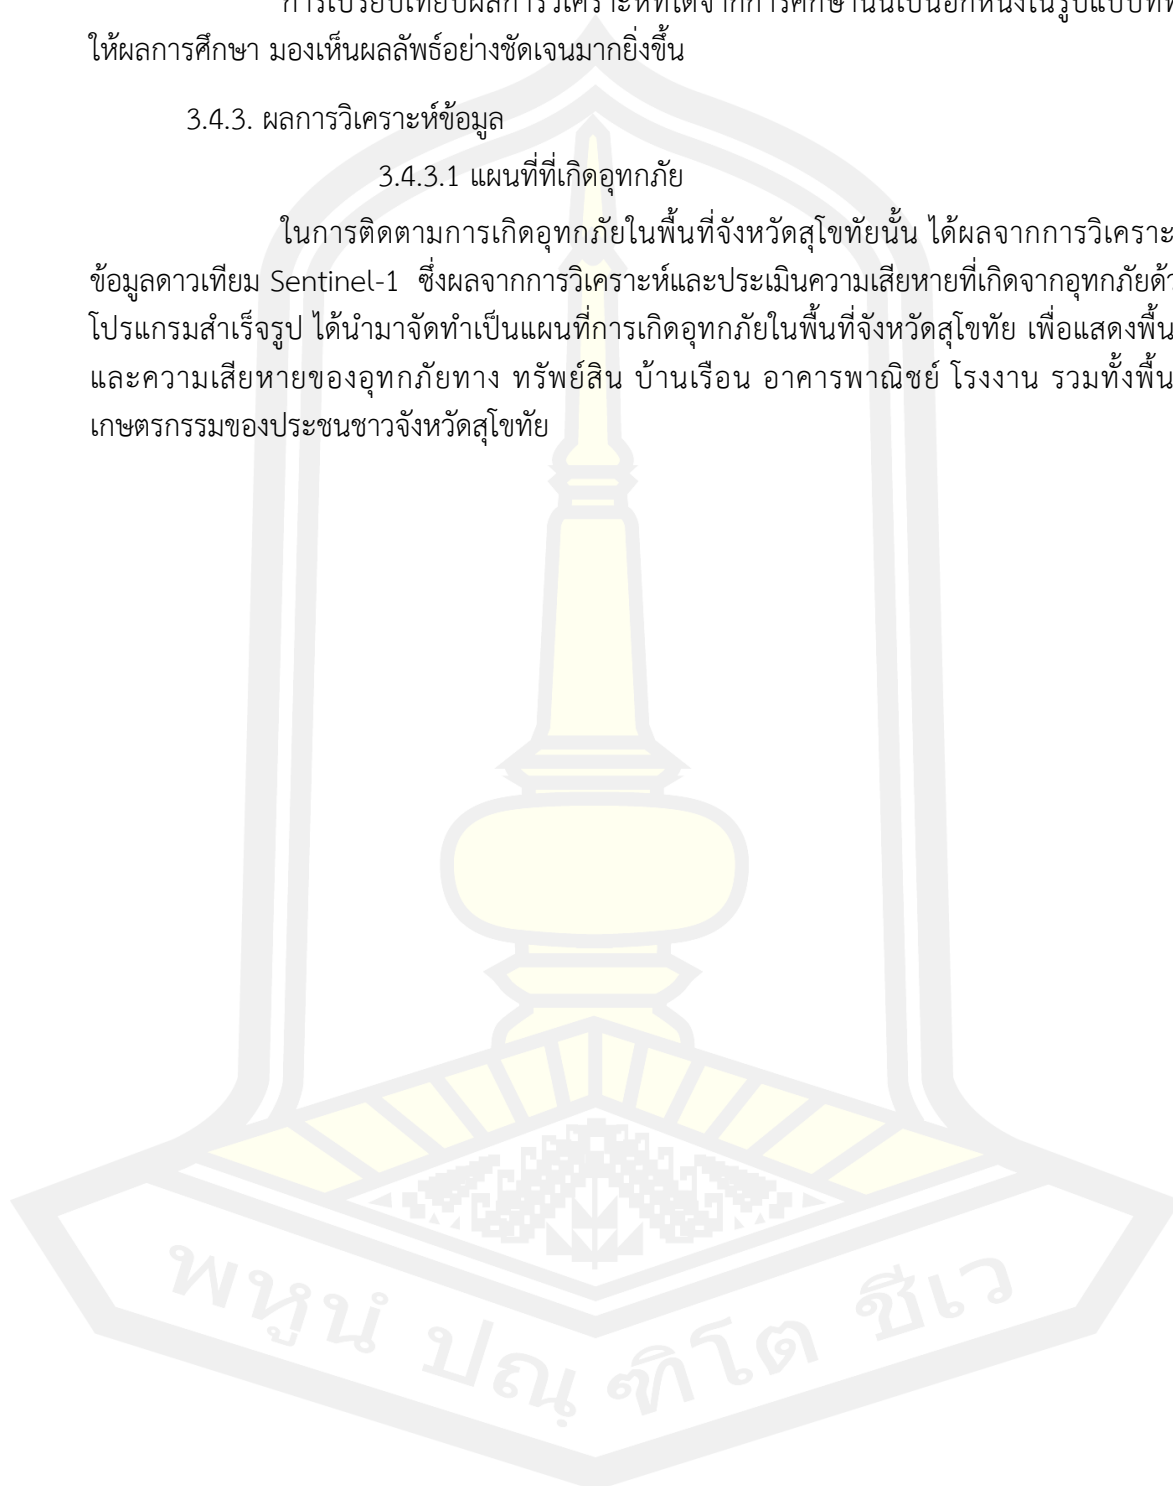 การเปรียบเทียบผลการวิเคราะห์ที่ได้จากการศึกษานั้นเป็นอีกหนึ่งในรูปแบบที่
ให้ผลการศึกษา มองเห็นผลลัพธ์อย่างชัดเจนมากยิ่งขึ้น
3.4.3. ผลการวิเคราะห์ข้อมูล
3.4.3.1 แผนที่ที่เกิดอุทกภัย
ในการติดตามการเกิดอุทกภัยในพื้นที่จังหวัดสุโขทัยนั้น ได้ผลจากการวิเคราะ
ข้อมูลดาวเทียม Sentinel-1 ซึ่งผลจากการวิเคราะห์และประเมินความเสียหายที่เกิดจากอุทกภัยด้ว
โปรแกรมสำเร็จรูป ได้นำมาจัดทำเป็นแผนที่การเกิดอุทกภัยในพื้นที่จังหวัดสุโขทัย เพื่อแสดงพื้น
และความเสียหายของอุทกภัยทาง ทรัพย์สิน บ้านเรือน อาคารพาณิชย์ โรงงาน รวมทั้งพื้น
เกษตรกรรมของประชนชาวจังหวัดสุโขทัย
พหูนํ ปณฺฑิโต ชีเว